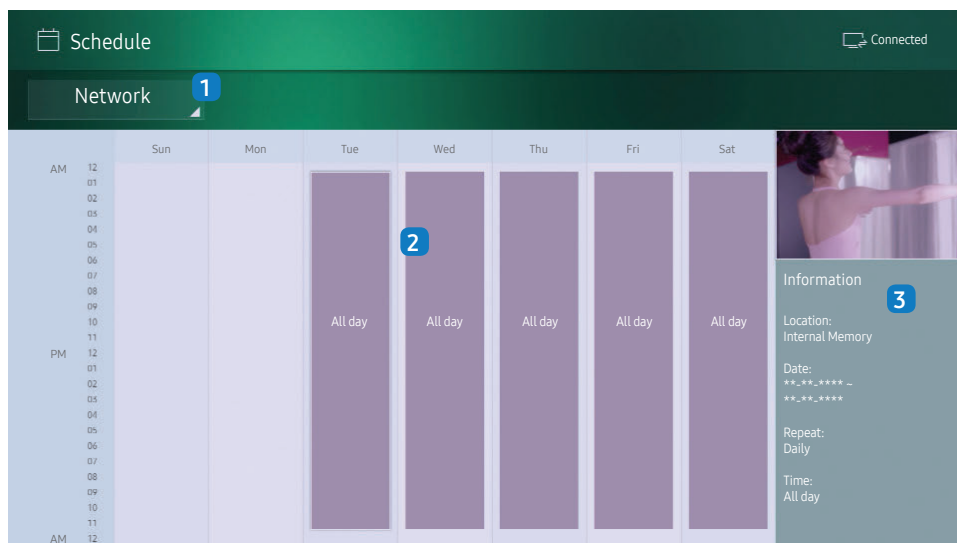 Schedule
Connected
Network
1
Sun Mon Tue Wed Thu Fri Sat
AM 12
01
02
03
04
05
06
07
08
09
10
11
PM 12
01
02
03
04
05
06
07
08
09
10
11
AM 12
2
All day All day All day All day All day
Information
3
Location:
Internal Memory
Date:
**-**-**** ~
**-**-****
Repeat:
Daily
Time:
All day